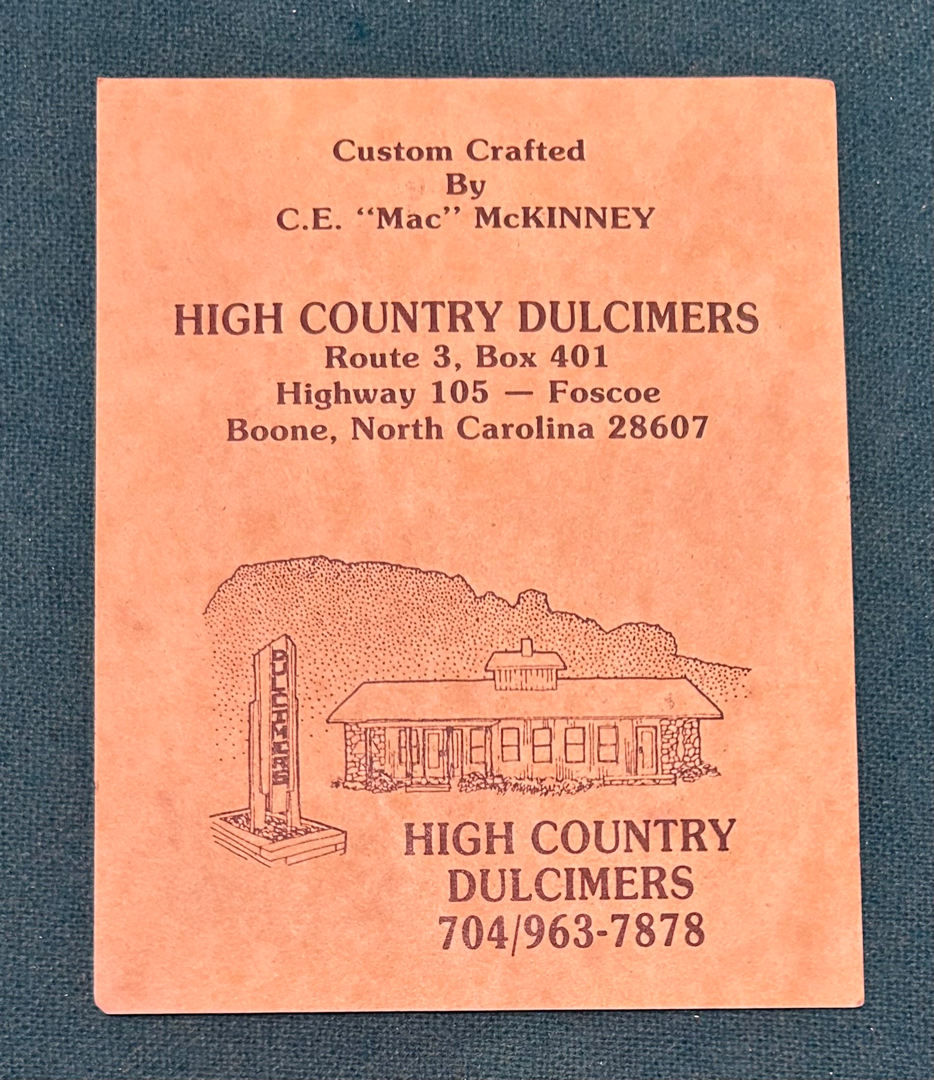 Custom Crafted
By
C.E. “Mac” McKINNEY
HIGH COUNTRY DULCIMERS
Route 3, Box 401
Highway 105 — Foscoe
Boone, North Carolina 28607
DULCIMERS
HIGH COUNTRY
DULCIMERS
704/963-7878